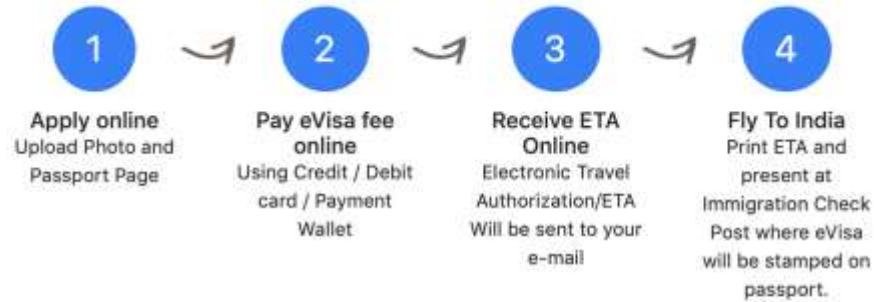 1
Apply online
Upload Photo and
Passport Page
2
Pay eVisa fee
online
Using Credit / Debit
card / Payment
Wallet
3
Receive ETA
Online
Electronic Travel
Authorization/ETA
Will be sent to your
e-mail
4
Fly To India
Print ETA and
present at
Immigration Check
Post where eVisa
will be stamped on
passport.